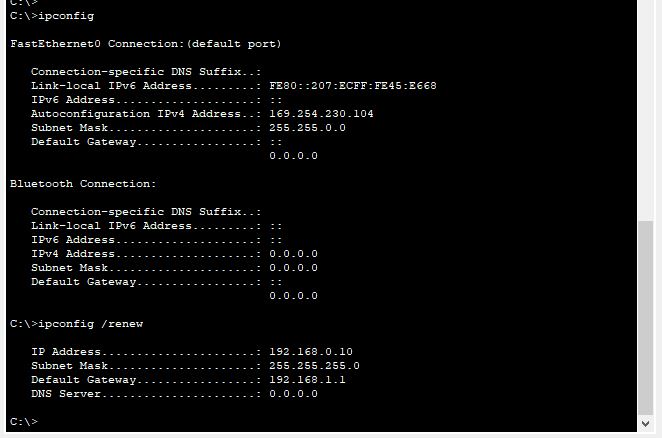 C:\>
C:\>ipconfig
FastEthernet0 Connection:(default port)
Connection-specific DNS Suffix..:
Link-local IPv6 Address.........: FE80::207:ECFF:FE45:E668
IPv6 Address....................: ::
Autoconfiguration IPv4 Address..: 169.254.230.104
Subnet Mask.....................: 255.255.0.0
Default Gateway.................: ::
0.0.0.0
Bluetooth Connection:
Connection-specific DNS Suffix..:
Link-local IPv6 Address.........: ::
IPv6 Address....................: ::
IPv4 Address....................: 0.0.0.0
Subnet Mask.....................: 0.0.0.0
Default Gateway.................: ::
0.0.0.0
C:\>ipconfig /renew
IP Address......................: 192.168.0.10
Subnet Mask.....................: 255.255.255.0
Default Gateway.................: 192.168.1.1
DNS Server......................: 0.0.0.0
C:\>